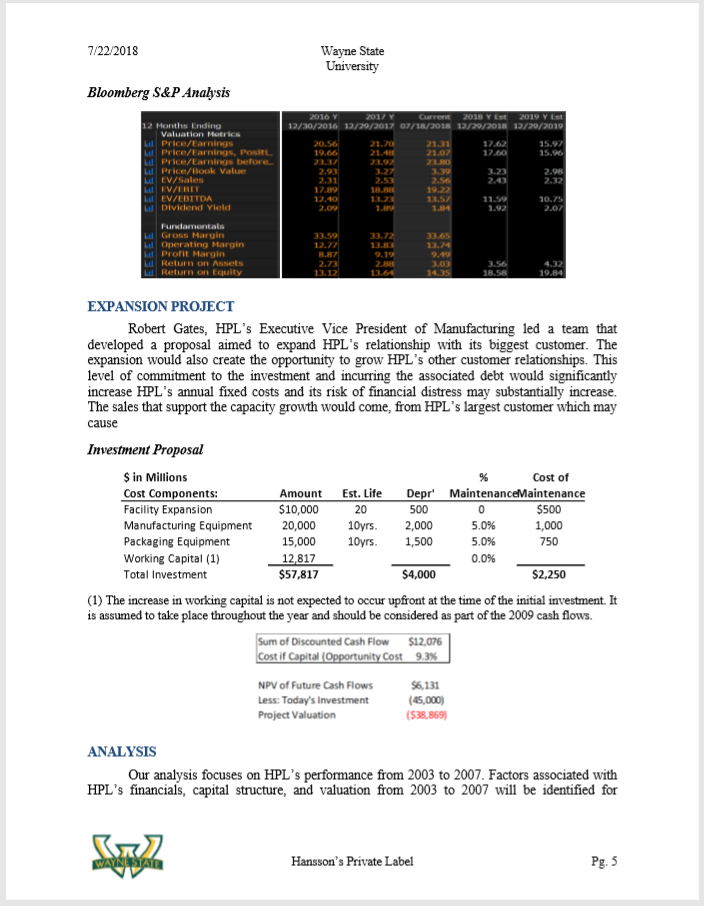 7/22/2018 Wayne State
University
Bloomberg S&P Analysis
2016 Y 2017 Y Current 2018 Y Est 2019 Y Est
12 Months Ending 12/30/2016 12/29/2017 07/18/2018 12/29/2018 12/29/2019
Valuation Metrics
Price/Earnings 20.56 21.70 21.31 17.62 15.97
Price/Earnings, Positi… 19.66 21.48 21.07 17.60 15.96
Price/Earnings before… 23.37 23.92 23.80
Price/Book Value 2.93 3.27 3.39 3.23 2.98
EV/Sales 2.31 2.53 2.56 2.43 2.32
EV/EBIT 17.89 18.88 19.22
EV/EBITDA 12.40 13.23 13.57 11.59 10.75
Dividend Yield 2.09 1.89 1.84 1.92 2.07
Fundamentals
Gross Margin 33.59 33.72 33.65
Operating Margin 12.77 13.83 13.74
Profit Margin 8.87 9.19 9.49
Return on Assets 2.73 2.88 3.03 3.56 4.32
Return on Equity 13.12 13.64 14.35 18.58 19.84
EXPANSION PROJECT
Robert Gates, HPL's Executive Vice President of Manufacturing led a team that
developed a proposal aimed to expand HPL's relationship with its biggest customer. The
expansion would also create the opportunity to grow HPL's other customer relationships. This
level of commitment to the investment and incurring the associated debt would significantly
increase HPL's annual fixed costs and its risk of financial distress may substantially increase.
The sales that support the capacity growth would come, from HPL's largest customer which may
cause
Investment Proposal
$ in Millions % Cost of
Cost Components: Amount Est. Life Depr' Maintenance Maintenance
Facility Expansion $10,000 20 500 0 $500
Manufacturing Equipment 20,000 10yrs. 2,000 5.0% 1,000
Packaging Equipment 15,000 10yrs. 1,500 5.0% 750
Working Capital (1) 12,817 0.0%
Total Investment $57,817 $4,000 $2,250
(1) The increase in working capital is not expected to occur upfront at the time of the initial investment. It
is assumed to take place throughout the year and should be considered as part of the 2009 cash flows.
Sum of Discounted Cash Flow $12,076
Cost if Capital (Opportunity Cost 9.3%
NPV of Future Cash Flows $6,131
Less: Today's Investment (45,000)
Project Valuation ($38,869)
ANALYSIS
Our analysis focuses on HPL's performance from 2003 to 2007. Factors associated with
HPL's financials, capital structure, and valuation from 2003 to 2007 will be identified for
WAYNE STATE
Hansson's Private Label Pg. 5